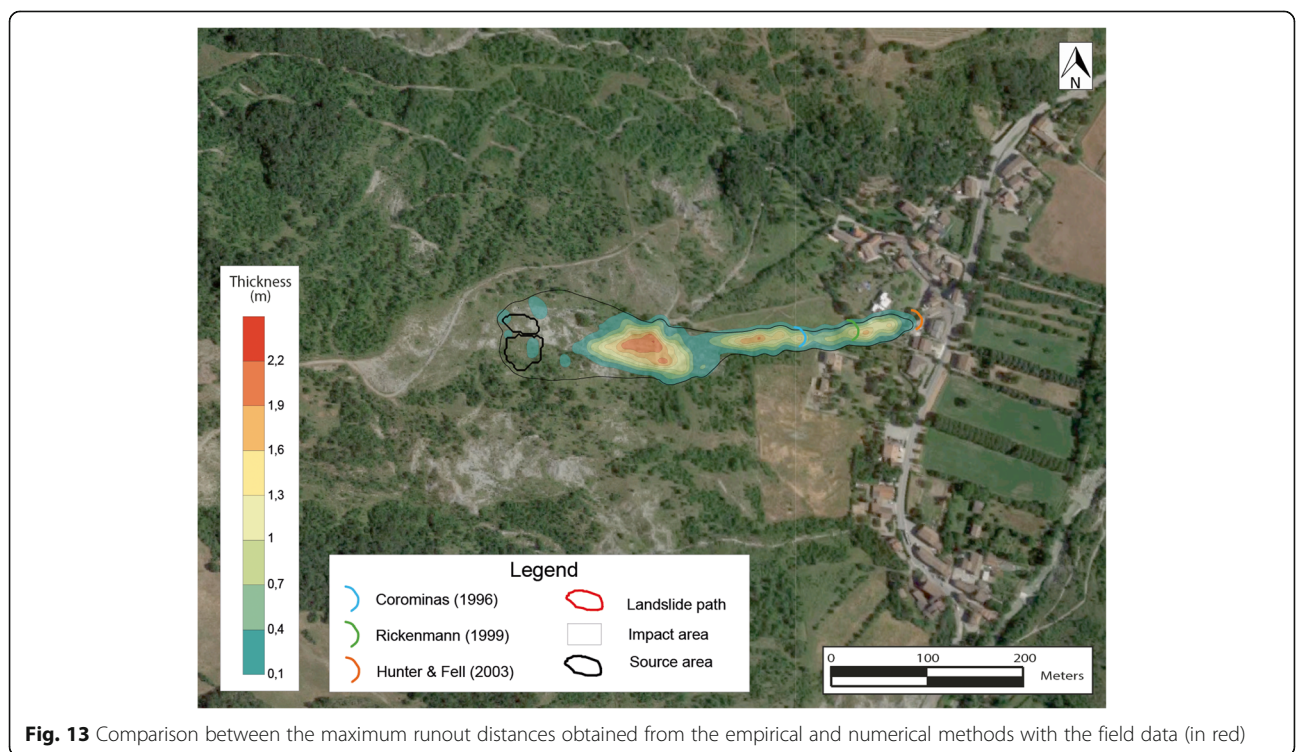 N
Thickness
(m)
2,2
1,9
1,6
1,3
1
0,7
0,4
0,1
Legend
Corominas (1996)
Rickenmann (1999)
Hunter & Fell (2003)
Landslide path
Impact area
Source area
0 100 200
Meters
Fig. 13 Comparison between the maximum runout distances obtained from the empirical and numerical methods with the field data (in red)